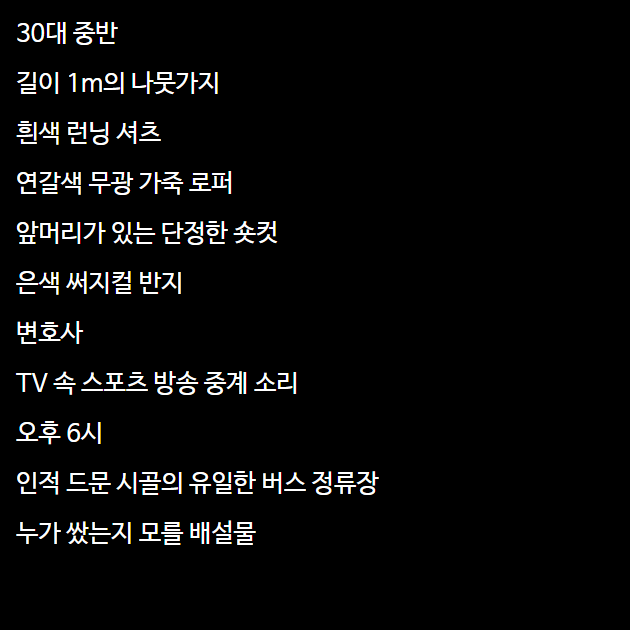 30대 중반
길이 1m의 나뭇가지
흰색 런닝 셔츠
연갈색 무광 가죽 로퍼
앞머리가 있는 단정한 숏컷
은색 써지컬 반지
변호사
TV 속 스포츠 방송 중계 소리
오후 6시
인적 드문 시골의 유일한 버스 정류장
누가 쌌는지 모를 배설물